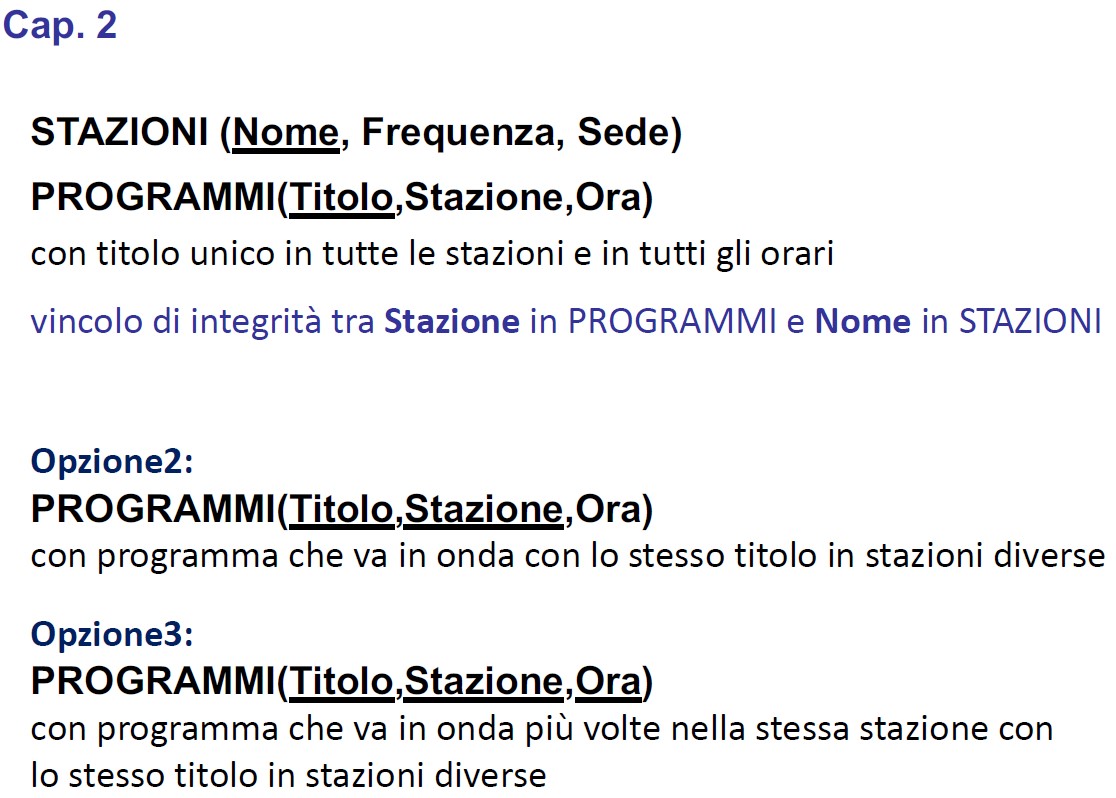 Cap. 2
STAZIONI (Nome, Frequenza, Sede)
PROGRAMMI(Titolo,Stazione,Ora)
con titolo unico in tutte le stazioni e in tutti gli orari
vincolo di integrità tra Stazione in PROGRAMMI e Nome in STAZIONI
Opzione2:
PROGRAMMI(Titolo,Stazione,Ora)
con programma che va in onda con lo stesso titolo in stazioni diverse
Opzione3:
PROGRAMMI(Titolo,Stazione,Ora)
con programma che va in onda più volte nella stessa stazione con
lo stesso titolo in stazioni diverse